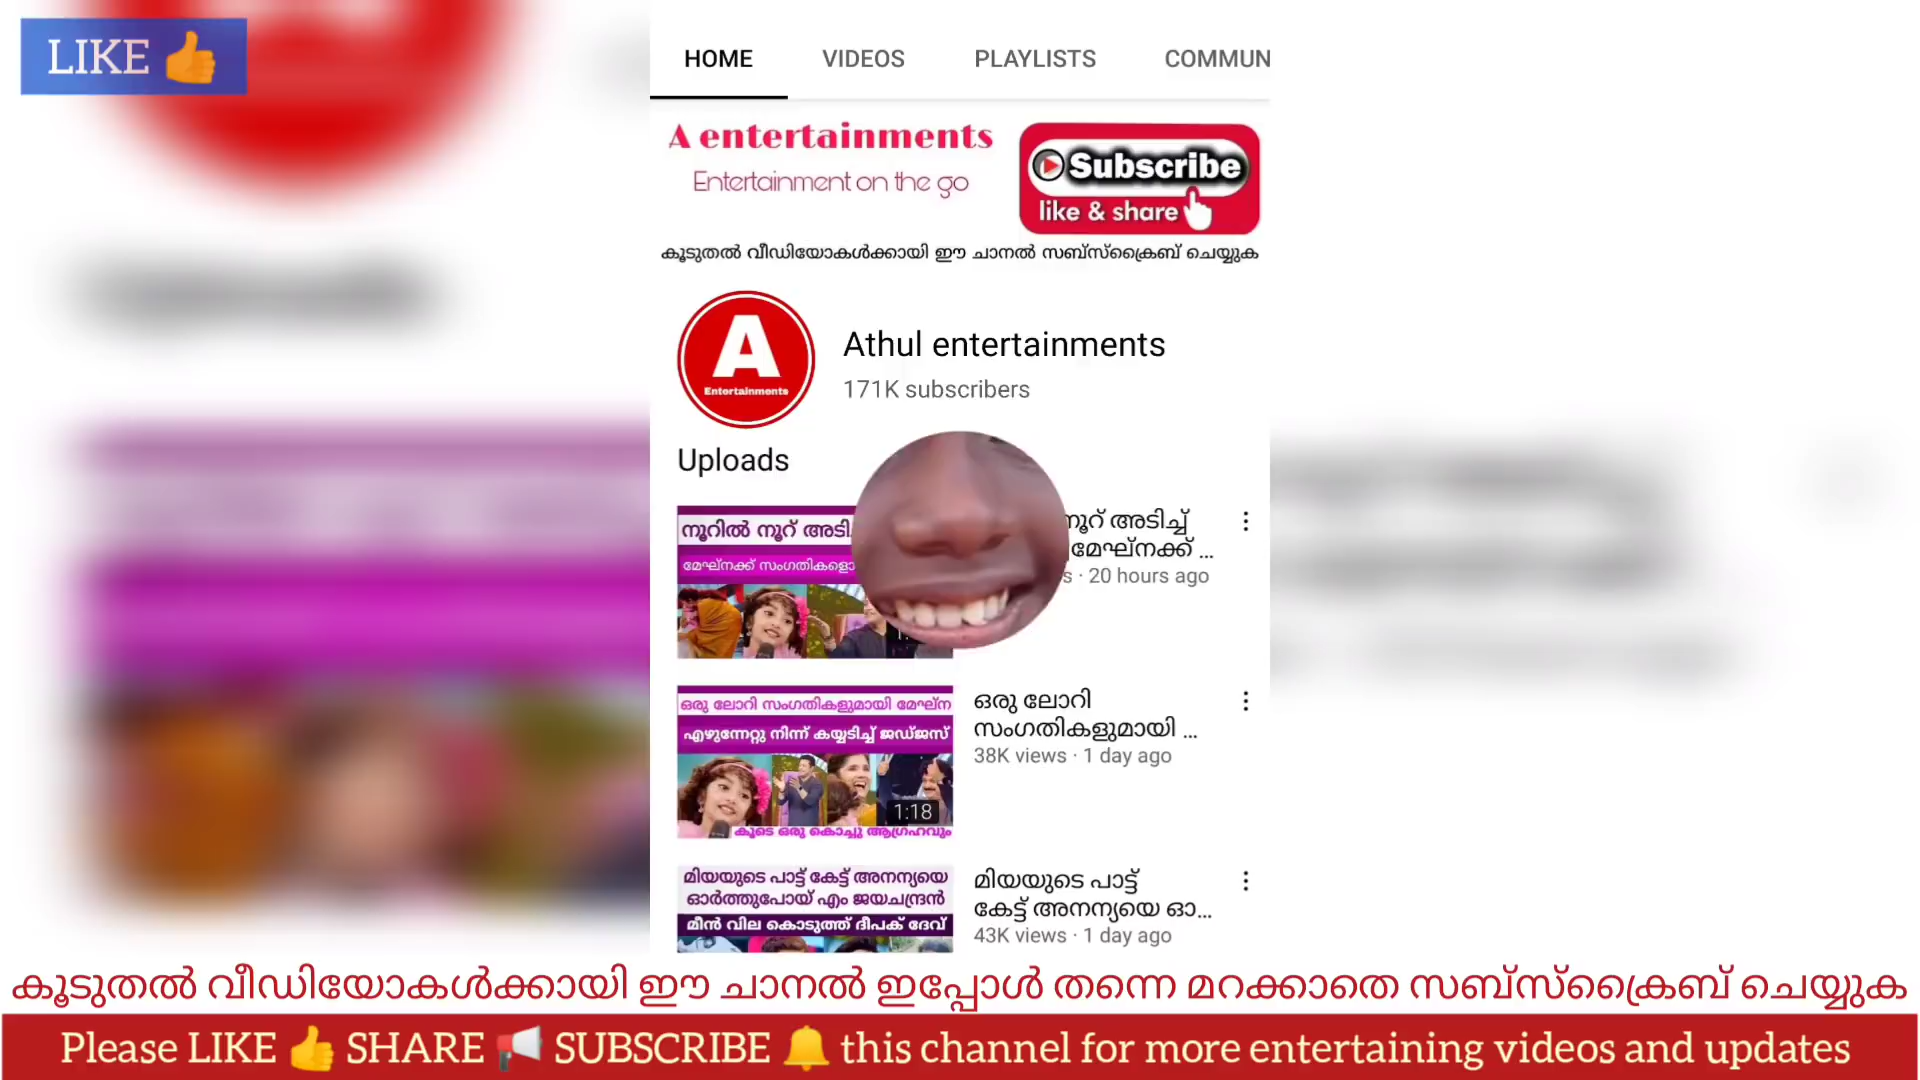 LIKE 👍
HOME VIDEOS PLAYLISTS COMMUN
A entertainments
Entertainment on the go
Subscribe
like & share
കൂടുതൽ വീഡിയോകൾക്കായി ഈ ചാനൽ സബ്സ്ക്രൈബ് ചെയ്യുക
A
Entertainments
Athul entertainments
171K subscribers
Uploads
നൂറിൽ നൂറ് അടി
മേഘ്നക്ക് സംഗതികളൊ
നൂറ് അടിച്ച്
മേഘ്നക്ക് ...
s · 20 hours ago
ഒരു ലോറി സംഗതികളുമായി മേഘ്ന
എഴുന്നേറ്റു നിന്ന് കയ്യടിച്ച് ജഡ്ജസ്
1:18
കൂടെ ഒരു കൊച്ചു ആഗ്രഹവും
ഒരു ലോറി
സംഗതികളുമായി ...
38K views · 1 day ago
മിയയുടെ പാട്ട് കേട്ട് അനന്യയെ
ഓർത്തുപോയ് എം ജയചന്ദ്രൻ
മീൻ വില കൊടുത്ത് ദീപക് ദേവ്
മിയയുടെ പാട്ട്
കേട്ട് അനന്യയെ ഓ...
43K views · 1 day ago
കൂടുതൽ വീഡിയോകൾക്കായി ഈ ചാനൽ ഇപ്പോൾ തന്നെ മറക്കാതെ സബ്സ്ക്രൈബ് ചെയ്യുക
Please LIKE 👍 SHARE 📢 SUBSCRIBE 🔔 this channel for more entertaining videos and updates